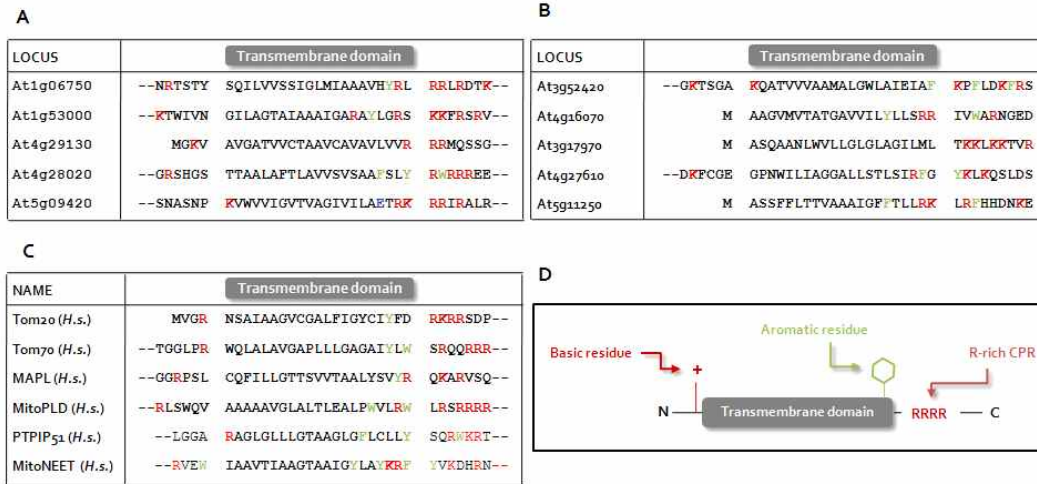 A
LOCUS Transmembrane domain
At1g06750 --NRTSTY SQILVVSSIGLMIAAAVHYRL RRLRDTK--
At1g53000 --KTWIVNG GILAGTAIAAAIGARAYLGRS KKFRSRV--
At4g29130 MGKVA AVGATVVCTAAVCAVAVLVVR RRMQSSG--
At4g28020 --GRSHGS TTAALAFTLAVVSVSAAFSLY RWRRREE--
At5g09420 --SNASNP KVWVVIGVTVAGIVILAETRK RRIRALR--
B
LOCUS Transmembrane domain
At3g52420 --GKTSGA KQATVVVAAMALGWLAIEIAF KPFLDKFRS
At4g16070 M AAGVMVTATGAVVILYLLSRR IVWARNGED
At3g17970 M ASQAANLWVLLGLGLAGILML TKKLKKTVR
At4g27610 --DKFCGE GPNWILIAGGALLSTLSIRFG YKLKQSLDS
At5g11250 M ASSFFLTTVAAAIGFFTLLRK LRFHHDNKE
C
NAME Transmembrane domain
Tom20 (H.s.) MVGR NSAIAAGVCGALFIGYCIYFD RKRRSDP--
Tom70 (H.s.) --TGGLPR WQLALAVGAPLLLGAGAIYLW SRQQRRR--
MAPL (H.s.) --GGRPSL CQFILLGTTSVVTAALYSVYR QKARVSQ--
MitoPLD (H.s.) --RLSWQV AAAAAVGLALTLEALPWVLRW LRSRRRR--
PTPIP51 (H.s.) --LGGA RAGLGLLLGTAAGLGFLCLLY SQRWKRT--
MitoNEET (H.s.) --RVEW IAAVTIAAGTAAIGYLAYKRF YVKDHRN--
D
Aromatic residue
Basic residue
R-rich CPR
+
N Transmembrane domain RRRR C